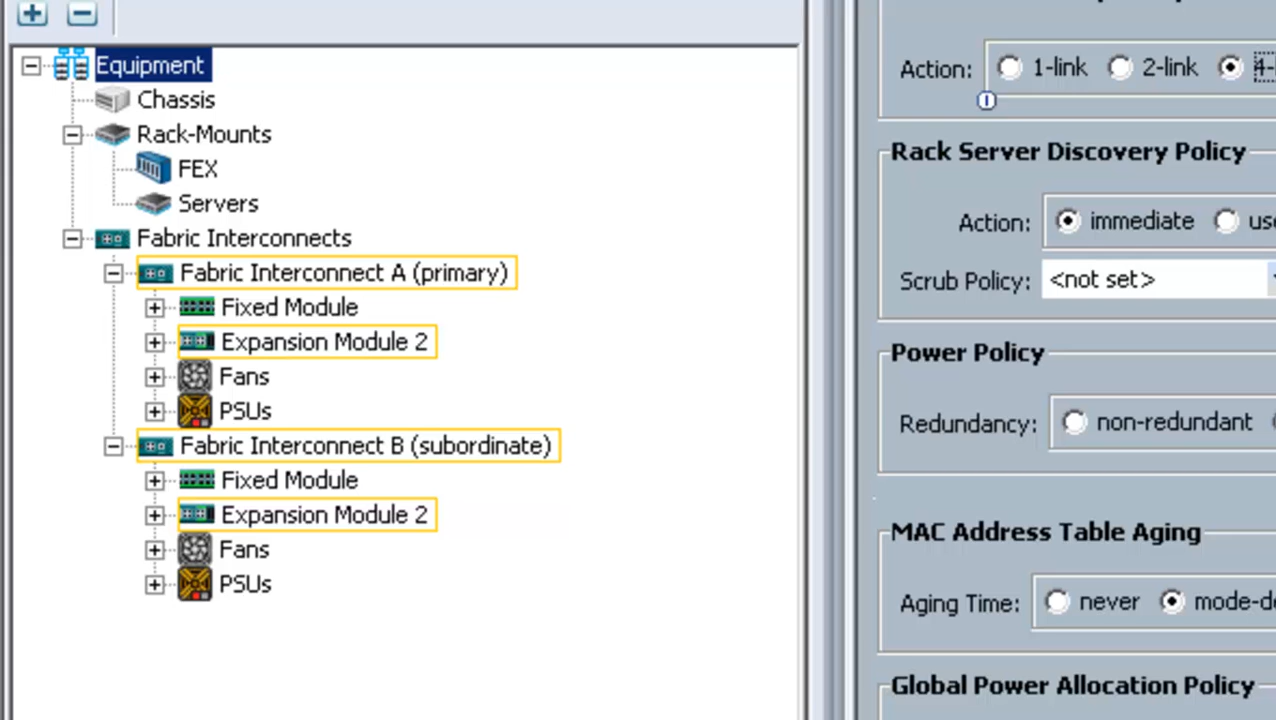 Equipment
Chassis
Rack-Mounts
FEX
Servers
Fabric Interconnects
Fabric Interconnect A (primary)
Fixed Module
Expansion Module 2
Fans
PSUs
Fabric Interconnect B (subordinate)
Fixed Module
Expansion Module 2
Fans
PSUs
Action: 1-link 2-link
Rack Server Discovery Policy
Action: immediate
Scrub Policy: <not set>
Power Policy
Redundancy: non-redundant
MAC Address Table Aging
Aging Time: never
Global Power Allocation Policy